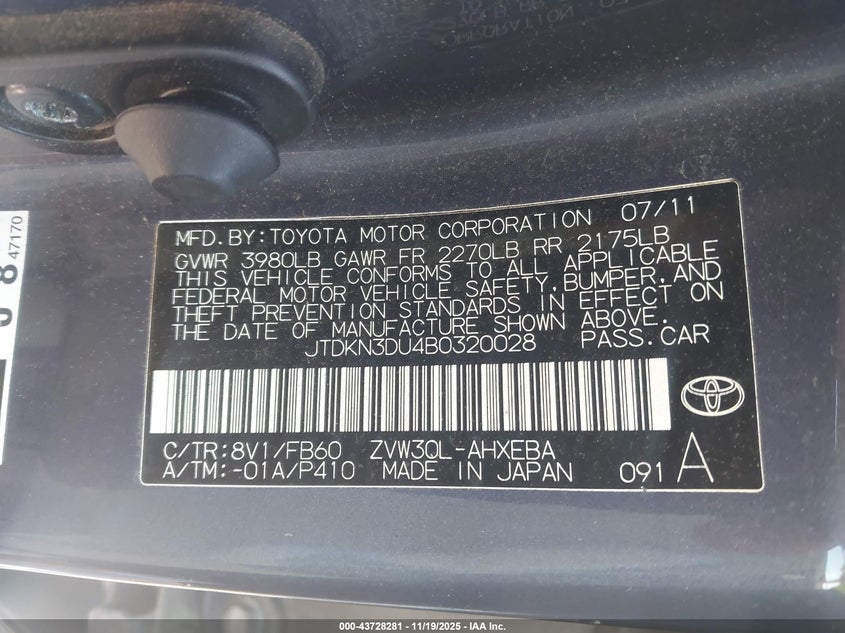 MFD.BY:TOYOTA MOTOR CORPORATION 07/11
GVWR 3980LB GAWR FR 2270LB RR 2175LB
THIS VEHICLE CONFORMS TO ALL APPLICABLE
FEDERAL MOTOR VEHICLE SAFETY,BUMPER,AND
THEFT PREVENTION STANDARDS IN EFFECT ON
THE DATE OF MANUFACTURE SHOWN ABOVE.
JTDKN3DU4B0320028 PASS.CAR
C/TR:8V1/FB60 ZVW3QL-AHXEBA
A/TM:-01A/P410 MADE IN JAPAN 091 A
47170
000-43728281 - 11/19/2025 - IAA Inc.